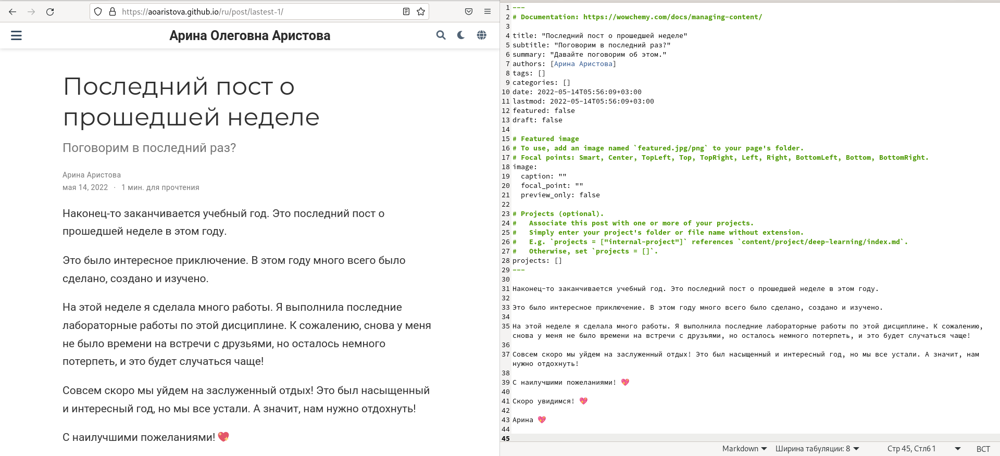 https://aoaristova.github.io/ru/post/lastest-1/
Арина Олеговна Аристова
Последний пост о
прошедшей неделе
Поговорим в последний раз?
Арина Аристова
мая 14, 2022 · 1 мин. для прочтения
Наконец-то заканчивается учебный год. Это последний пост о
прошедшей неделе в этом году.
Это было интересное приключение. В этом году много всего было
сделано, создано и изучено.
На этой неделе я сделала много работы. Я выполнила последние
лабораторные работы по этой дисциплине. К сожалению, снова у меня
не было времени на встречи с друзьями, но осталось немного
потерпеть, и это будет случаться чаще!
Совсем скоро мы уйдем на заслуженный отдых! Это был насыщенный
и интересный год, но мы все устали. А значит, нам нужно отдохнуть!
С наилучшими пожеланиями! 💖
1 ---
2 # Documentation: https://wowchemy.com/docs/managing-content/
3
4 title: "Последний пост о прошедшей неделе"
5 subtitle: "Поговорим в последний раз?"
6 summary: "Давайте поговорим об этом."
7 authors: [Арина Аристова]
8 tags: []
9 categories: []
10 date: 2022-05-14T05:56:09+03:00
11 lastmod: 2022-05-14T05:56:09+03:00
12 featured: false
13 draft: false
14
15 # Featured image
16 # To use, add an image named `featured.jpg/png` to your page's folder.
17 # Focal points: Smart, Center, TopLeft, Top, TopRight, Left, Right, BottomLeft, Bottom, BottomRight.
18 image:
19   caption: ""
20   focal_point: ""
21   preview_only: false
22
23 # Projects (optional).
24 #   Associate this post with one or more of your projects.
25 #   Simply enter your project's folder or file name without extension.
26 #   E.g. `projects = ["internal-project"]` references `content/project/deep-learning/index.md`.
27 #   Otherwise, set `projects = []`.
28 projects: []
29 ---
30
31 Наконец-то заканчивается учебный год. Это последний пост о прошедшей неделе в этом году.
32
33 Это было интересное приключение. В этом году много всего было сделано, создано и изучено.
34
35 На этой неделе я сделала много работы. Я выполнила последние лабораторные работы по этой дисциплине. К сожалению,
снова у меня не было времени на встречи с друзьями, но осталось немного потерпеть, и это будет случаться чаще!
36
37 Совсем скоро мы уйдем на заслуженный отдых! Это был насыщенный и интересный год, но мы все устали. А значит, нам
нужно отдохнуть!
38
39 С наилучшими пожеланиями! 💖
40
41 Скоро увидимся! 💖
42
43 Арина 💖
44
45
Markdown Ширина табуляции: 8 Стр 45, Стлб 1 ВСТ